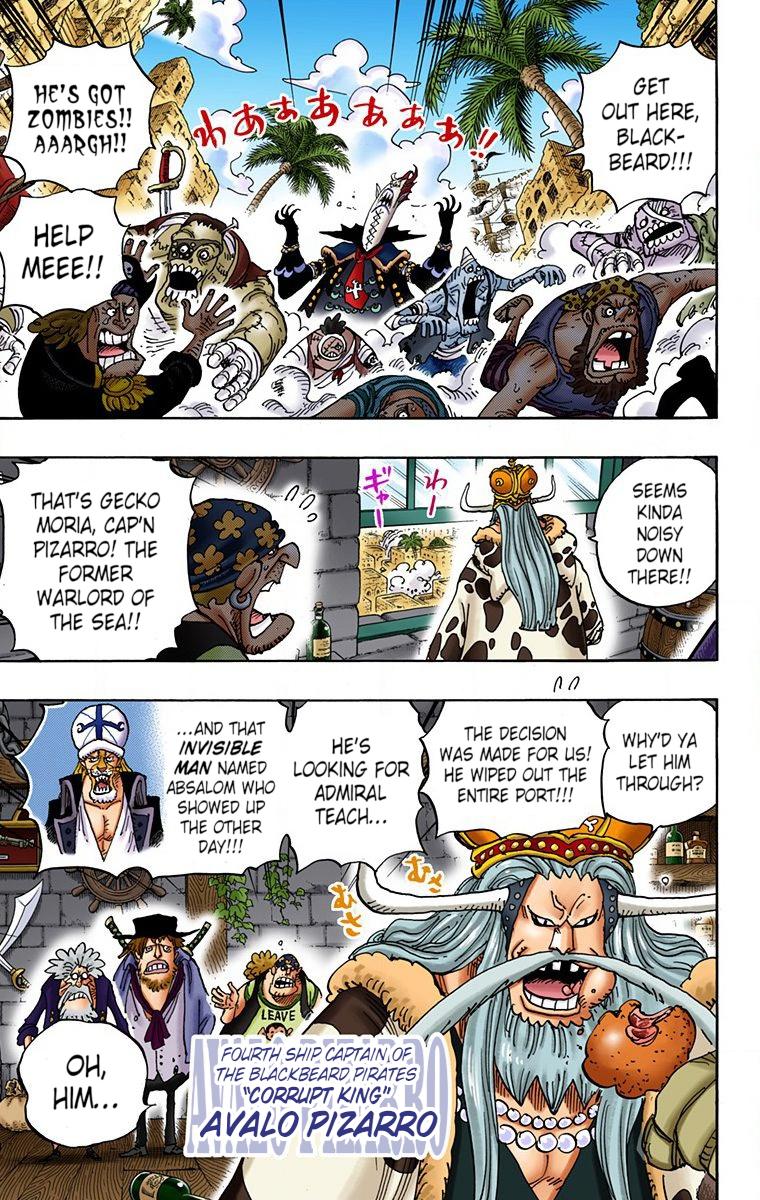 GET
OUT HERE,
BLACK-
BEARD!!!
わあああああああ!!
HE'S GOT
ZOMBIES!!
AAARGH!!
HELP
MEEE!!
SEEMS
KINDA
NOISY
DOWN
THERE!!
わー
ギャー
THAT'S GECKO
MORIA, CAP'N
PIZARRO! THE
FORMER
WARLORD OF
THE SEA!!
WHY'D YA
LET HIM
THROUGH?
THE DECISION
WAS MADE FOR US!
HE WIPED OUT THE
ENTIRE PORT!!!
HE'S
LOOKING FOR
ADMIRAL
TEACH...
...AND THAT
INVISIBLE
MAN NAMED
ABSALOM WHO
SHOWED UP
THE OTHER
DAY!!!
むさ
むさ
LEAVE
OH,
HIM...
AVALO PIZARRO
FOURTH SHIP CAPTAIN OF
THE BLACKBEARD PIRATES
"CORRUPT KING"
AVALO PIZARRO